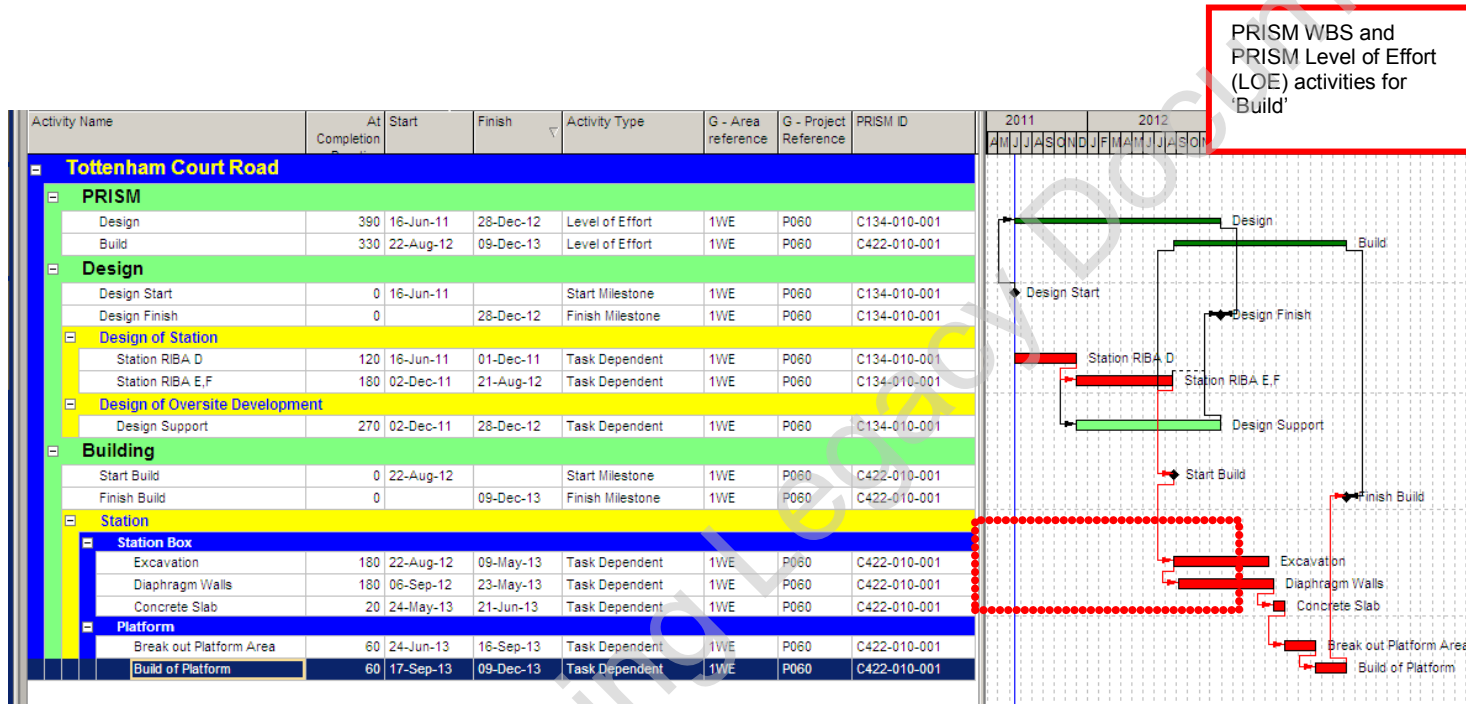 PRISM WBS and
PRISM Level of Effort
(LOE) activities for
'Build'
Activity Name At Completion Start Finish Activity Type G - Area reference G - Project Reference PRISM ID 2011 2012
A M J J A S O N D J F M A M J J A S O N
Tottenham Court Road
PRISM
Design 390 16-Jun-11 28-Dec-12 Level of Effort 1WE P060 C134-010-001 Design
Build 330 22-Aug-12 09-Dec-13 Level of Effort 1WE P060 C422-010-001 Build
Design
Design Start 0 16-Jun-11 Start Milestone 1WE P060 C134-010-001 Design Start
Design Finish 0 28-Dec-12 Finish Milestone 1WE P060 C134-010-001 Design Finish
Design of Station
Station RIBA D 120 16-Jun-11 01-Dec-11 Task Dependent 1WE P060 C134-010-001 Station RIBA D
Station RIBA E,F 180 02-Dec-11 21-Aug-12 Task Dependent 1WE P060 C134-010-001 Station RIBA E,F
Design of Oversite Development
Design Support 270 02-Dec-11 28-Dec-12 Task Dependent 1WE P060 C134-010-001 Design Support
Building
Start Build 0 22-Aug-12 Start Milestone 1WE P060 C422-010-001 Start Build
Finish Build 0 09-Dec-13 Finish Milestone 1WE P060 C422-010-001 Finish Build
Station
Station Box
Excavation 180 22-Aug-12 09-May-13 Task Dependent 1WE P060 C422-010-001 Excavation
Diaphragm Walls 180 06-Sep-12 23-May-13 Task Dependent 1WE P060 C422-010-001 Diaphragm Walls
Concrete Slab 20 24-May-13 21-Jun-13 Task Dependent 1WE P060 C422-010-001 Concrete Slab
Platform
Break out Platform Area 60 24-Jun-13 16-Sep-13 Task Dependent 1WE P060 C422-010-001 Break out Platform Area
Build of Platform 60 17-Sep-13 09-Dec-13 Task Dependent 1WE P060 C422-010-001 Build of Platform
ing Legacy Docum